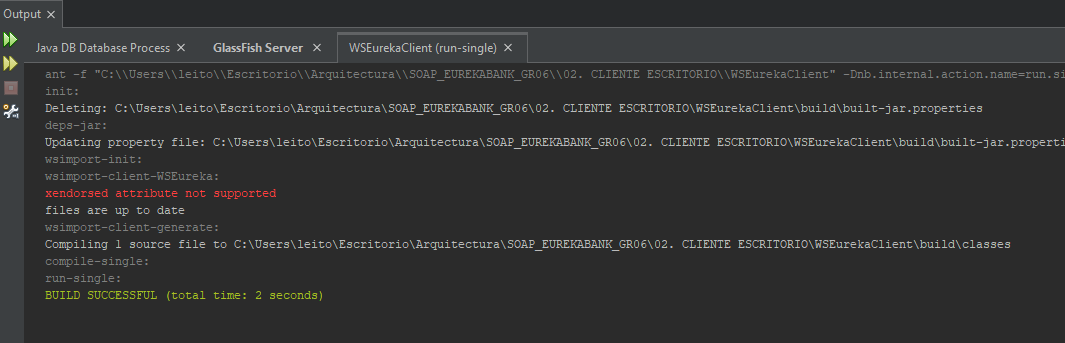 Output
Java DB Database Process
GlassFish Server
WSEurekaClient (run-single)
ant -f "C:\\Users\\leito\\Escritorio\\Arquitectura\\SOAP_EUREKABANK_GR06\\02. CLIENTE ESCRITORIO\\WSEurekaClient" -Dnb.internal.action.name=run.si
init:
Deleting: C:\Users\leito\Escritorio\Arquitectura\SOAP_EUREKABANK_GR06\02. CLIENTE ESCRITORIO\WSEurekaClient\build\built-jar.properties
deps-jar:
Updating property file: C:\Users\leito\Escritorio\Arquitectura\SOAP_EUREKABANK_GR06\02. CLIENTE ESCRITORIO\WSEurekaClient\build\built-jar.properti
wsimport-init:
wsimport-client-WSEureka:
xendorsed attribute not supported
files are up to date
wsimport-client-generate:
Compiling 1 source file to C:\Users\leito\Escritorio\Arquitectura\SOAP_EUREKABANK_GR06\02. CLIENTE ESCRITORIO\WSEurekaClient\build\classes
compile-single:
run-single:
BUILD SUCCESSFUL (total time: 2 seconds)